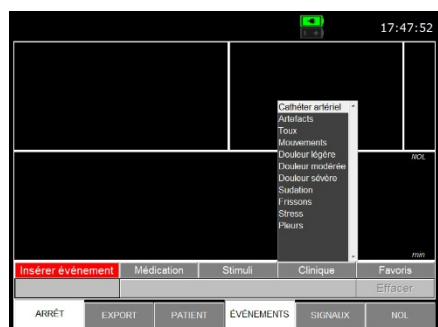 17:47:52
Cathéter artériel
Artefacts
Toux
Mouvements
Douleur légère
Douleur modérée
Douleur sévère
Sudation
Frissons
Stress
Pleurs
NOL
min
Insérer événement Médication Stimuli Clinique Favoris
Effacer
ARRÊT EXPORT PATIENT ÉVÉNEMENTS SIGNAUX NOL